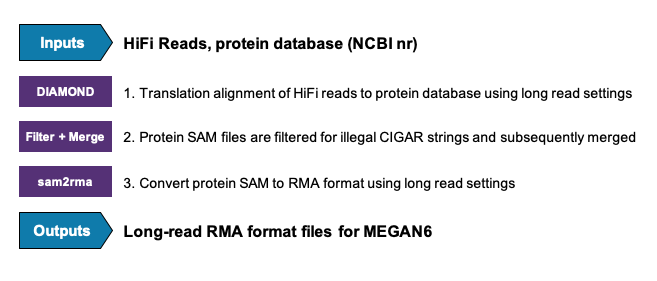 Inputs HiFi Reads, protein database (NCBI nr)
DIAMOND 1. Translation alignment of HiFi reads to protein database using long read settings
Filter + Merge 2. Protein SAM files are filtered for illegal CIGAR strings and subsequently merged
sam2rma 3. Convert protein SAM to RMA format using long read settings
Outputs Long-read RMA format files for MEGAN6